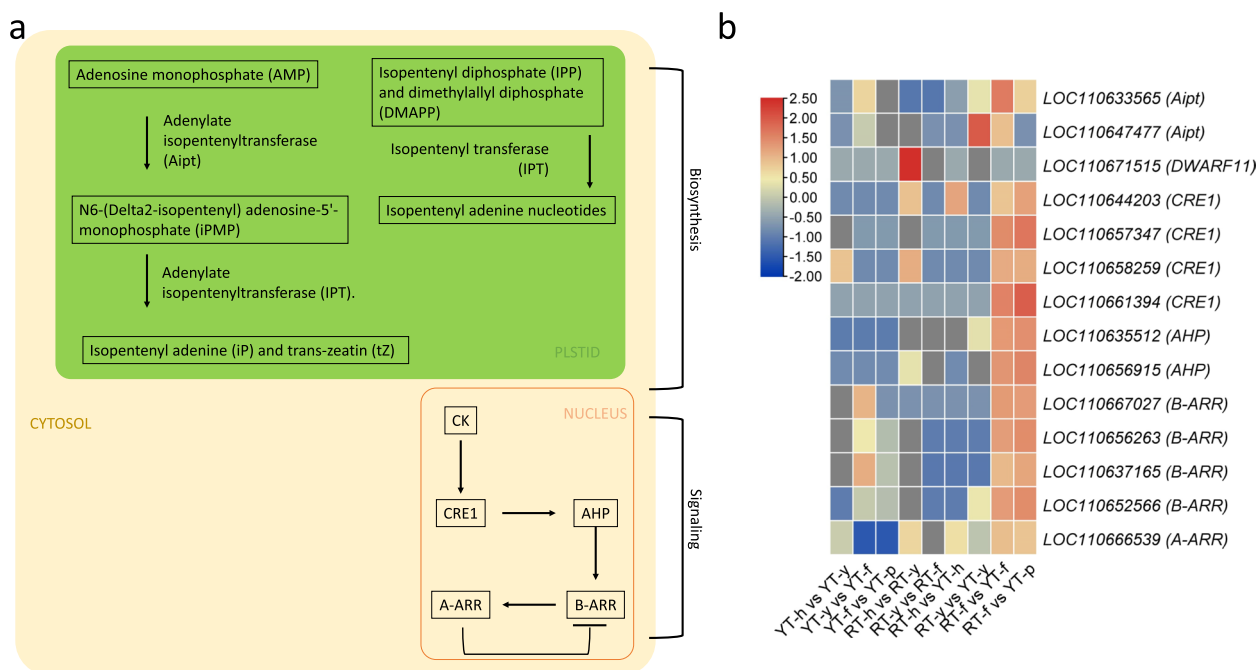 a
Adenosine monophosphate (AMP)
Adenylate
isopentenyltransferase
(Aipt)
N6-(Delta2-isopentenyl) adenosine-5'-
monophosphate (iPMP)
Adenylate
isopentenyltransferase (IPT).
Isopentenyl adenine (iP) and trans-zeatin (tZ)
Isopentenyl diphosphate (IPP)
and dimethylallyl diphosphate
(DMAPP)
Isopentenyl transferase
(IPT)
Isopentenyl adenine nucleotides
PLSTID
Biosynthesis
CYTOSOL
NUCLEUS
CK
CRE1
AHP
A-ARR
B-ARR
Signaling
b
2.50
2.00
1.50
1.00
0.50
0.00
-0.50
-1.00
-1.50
-2.00
LOC110633565 (Aipt)
LOC110647477 (Aipt)
LOC110671515 (DWARF11)
LOC110644203 (CRE1)
LOC110657347 (CRE1)
LOC110658259 (CRE1)
LOC110661394 (CRE1)
LOC110635512 (AHP)
LOC110656915 (AHP)
LOC110667027 (B-ARR)
LOC110656263 (B-ARR)
LOC110637165 (B-ARR)
LOC110652566 (B-ARR)
LOC110666539 (A-ARR)
YT-h vs YT-y
YT-y vs YT-f
YT-f vs YT-p
RT-h vs RT-y
RT-y vs RT-f
RT-h vs YT-h
RT-y vs YT-y
RT-f vs YT-f
RT-f vs YT-p